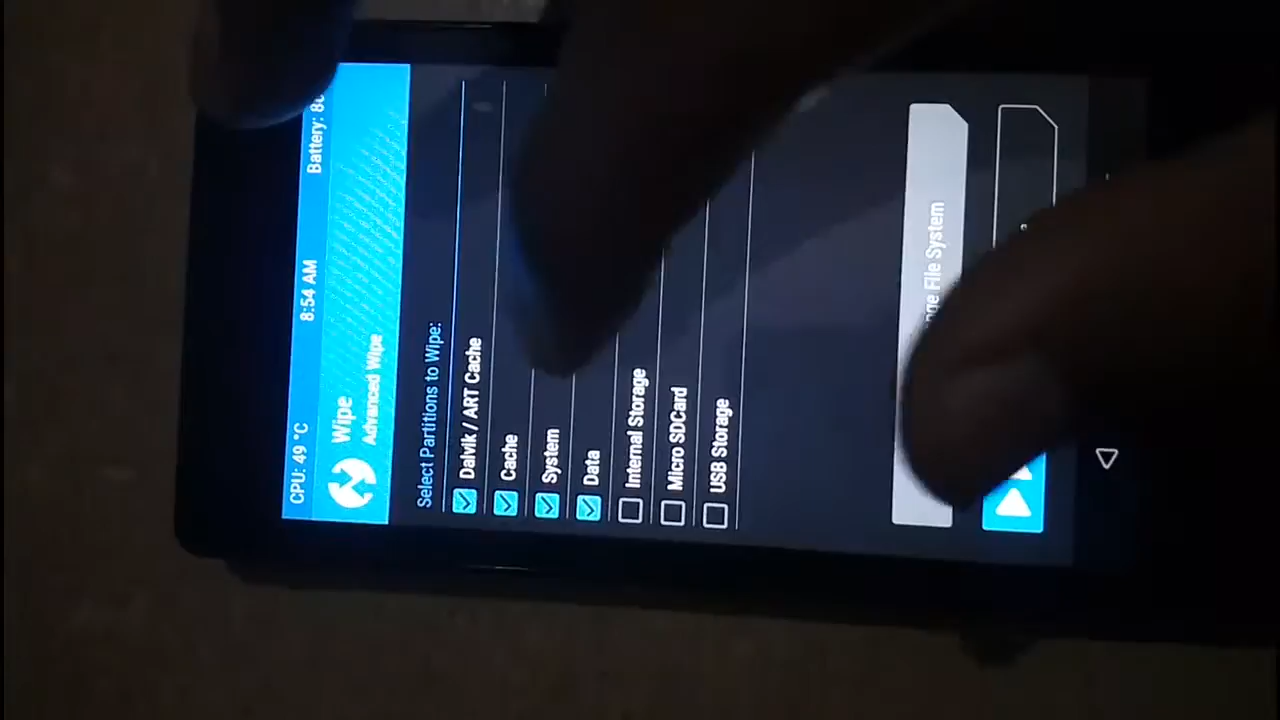 CPU: 49 °C 8:54 AM Battery:
Wipe
Advanced Wipe
Select Partitions to Wipe:
Dalvik / ART Cache
Cache
System
Data
Internal Storage
Micro SDCard
USB Storage
File System